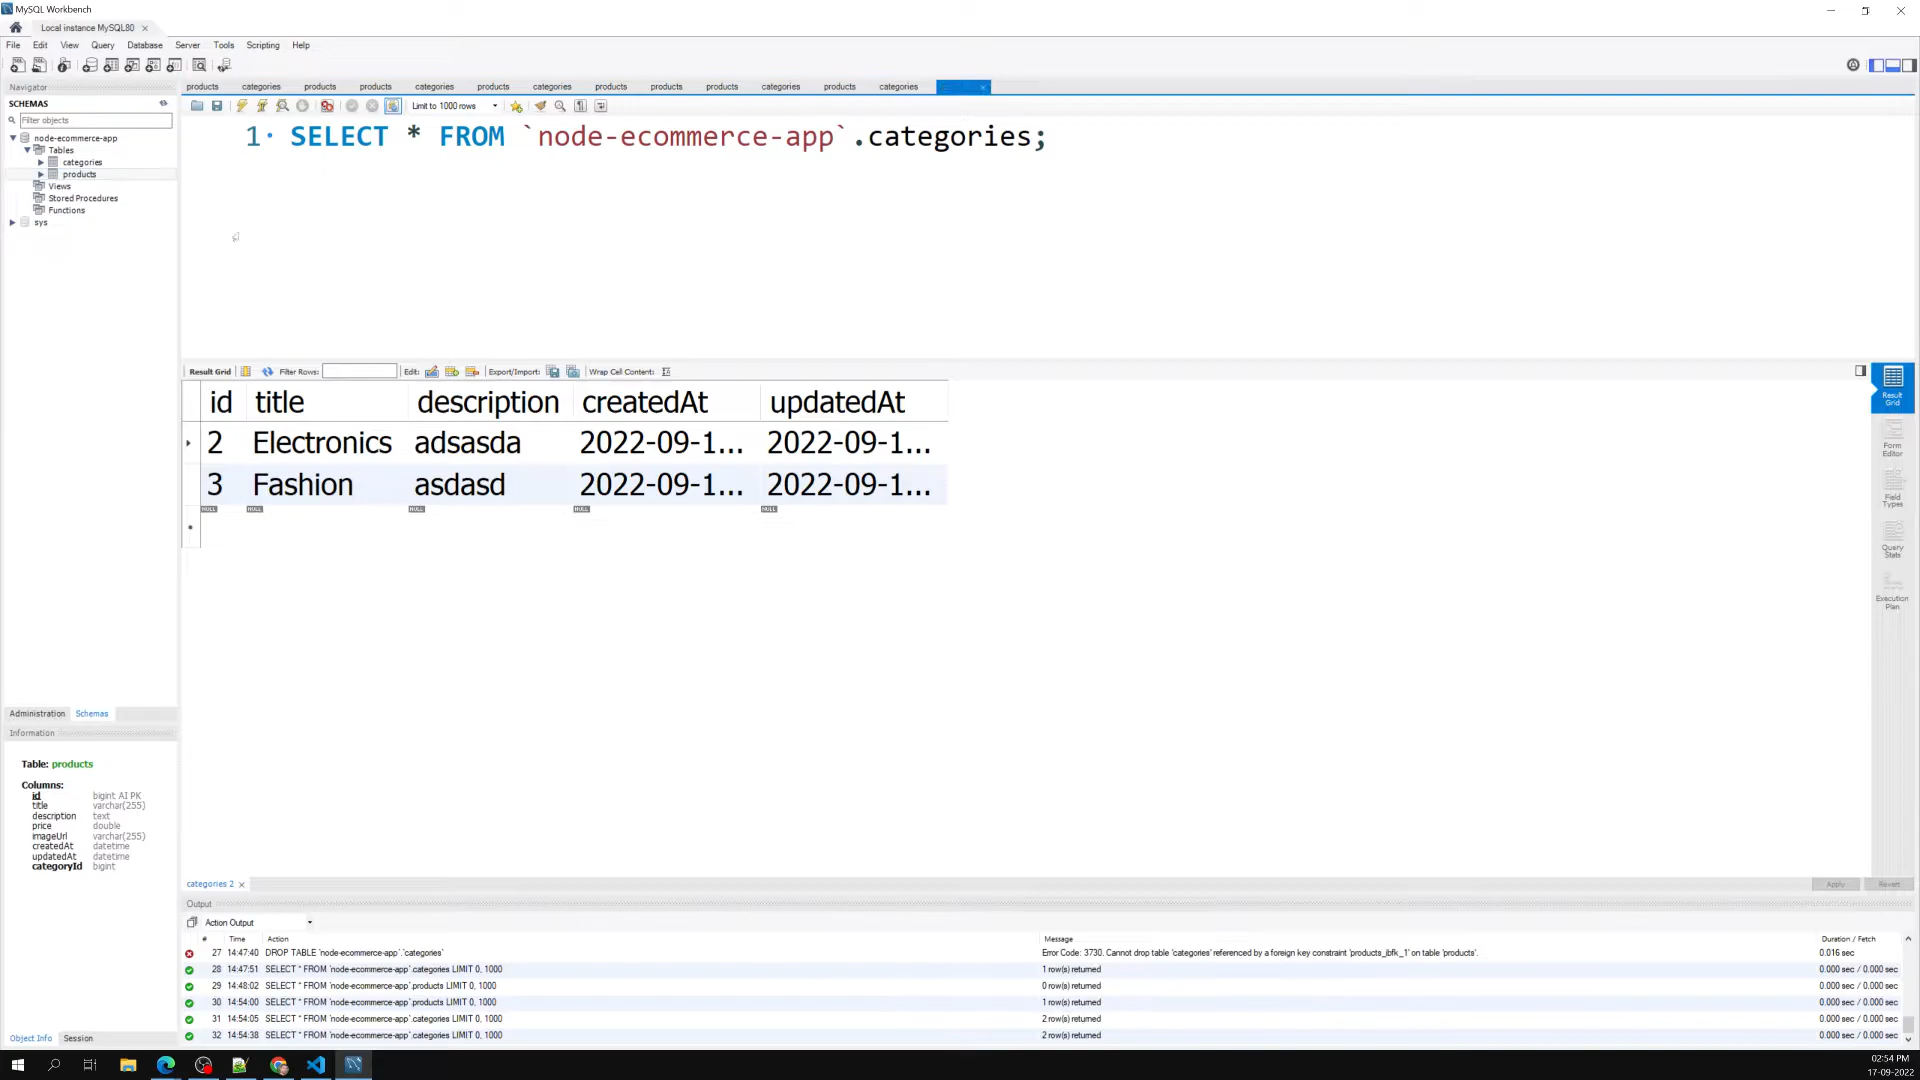 MySQL Workbench
Local instance MySQL80
File Edit View Query Database Server Tools Scripting Help
Navigator
products categories products products categories products categories products products products categories products categories
SCHEMAS
Limit to 1000 rows
Filter objects
1 SELECT * FROM `node-ecommerce-app`.categories;
node-ecommerce-app
Tables
categories
products
Views
Stored Procedures
Functions
sys
Result Grid Filter Rows: Edit: Export/Import: Wrap Cell Content:
id title description createdAt updatedAt
2 Electronics adsasda 2022-09-1... 2022-09-1...
3 Fashion asdasd 2022-09-1... 2022-09-1...
NULL NULL NULL NULL NULL
Result
Grid
Form
Editor
Field
Types
Query
Stats
Execution
Plan
Administration Schemas
Information
Table: products
Columns:
id bigint AI PK
title varchar(255)
description text
price double
imageUrl varchar(255)
createdAt datetime
updatedAt datetime
categoryId bigint
categories 2
Apply Revert
Output
Action Output
# Time Action Message Duration / Fetch
27 14:47:40 DROP TABLE `node-ecommerce-app`.`categories` Error Code: 3730. Cannot drop table 'categories' referenced by a foreign key constraint 'products_ibfk_1' on table 'products'. 0.016 sec
28 14:47:51 SELECT * FROM `node-ecommerce-app`.categories LIMIT 0, 1000 1 row(s) returned 0.000 sec / 0.000 sec
29 14:48:02 SELECT * FROM `node-ecommerce-app`.products LIMIT 0, 1000 0 row(s) returned 0.000 sec / 0.000 sec
30 14:54:00 SELECT * FROM `node-ecommerce-app`.products LIMIT 0, 1000 1 row(s) returned 0.000 sec / 0.000 sec
31 14:54:05 SELECT * FROM `node-ecommerce-app`.categories LIMIT 0, 1000 2 row(s) returned 0.000 sec / 0.000 sec
32 14:54:38 SELECT * FROM `node-ecommerce-app`.categories LIMIT 0, 1000 2 row(s) returned 0.000 sec / 0.000 sec
Object Info Session
02:54 PM
17-09-2022